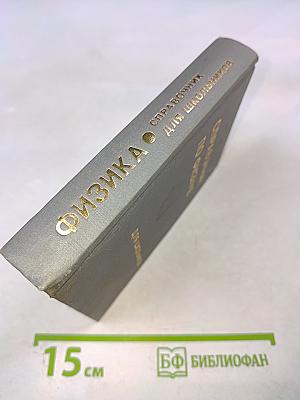 ФИЗИКА
СПРАВОЧНИК
ДЛЯ ШКОЛЬНИКОВ
15 см
БФ БИБЛИОФАН